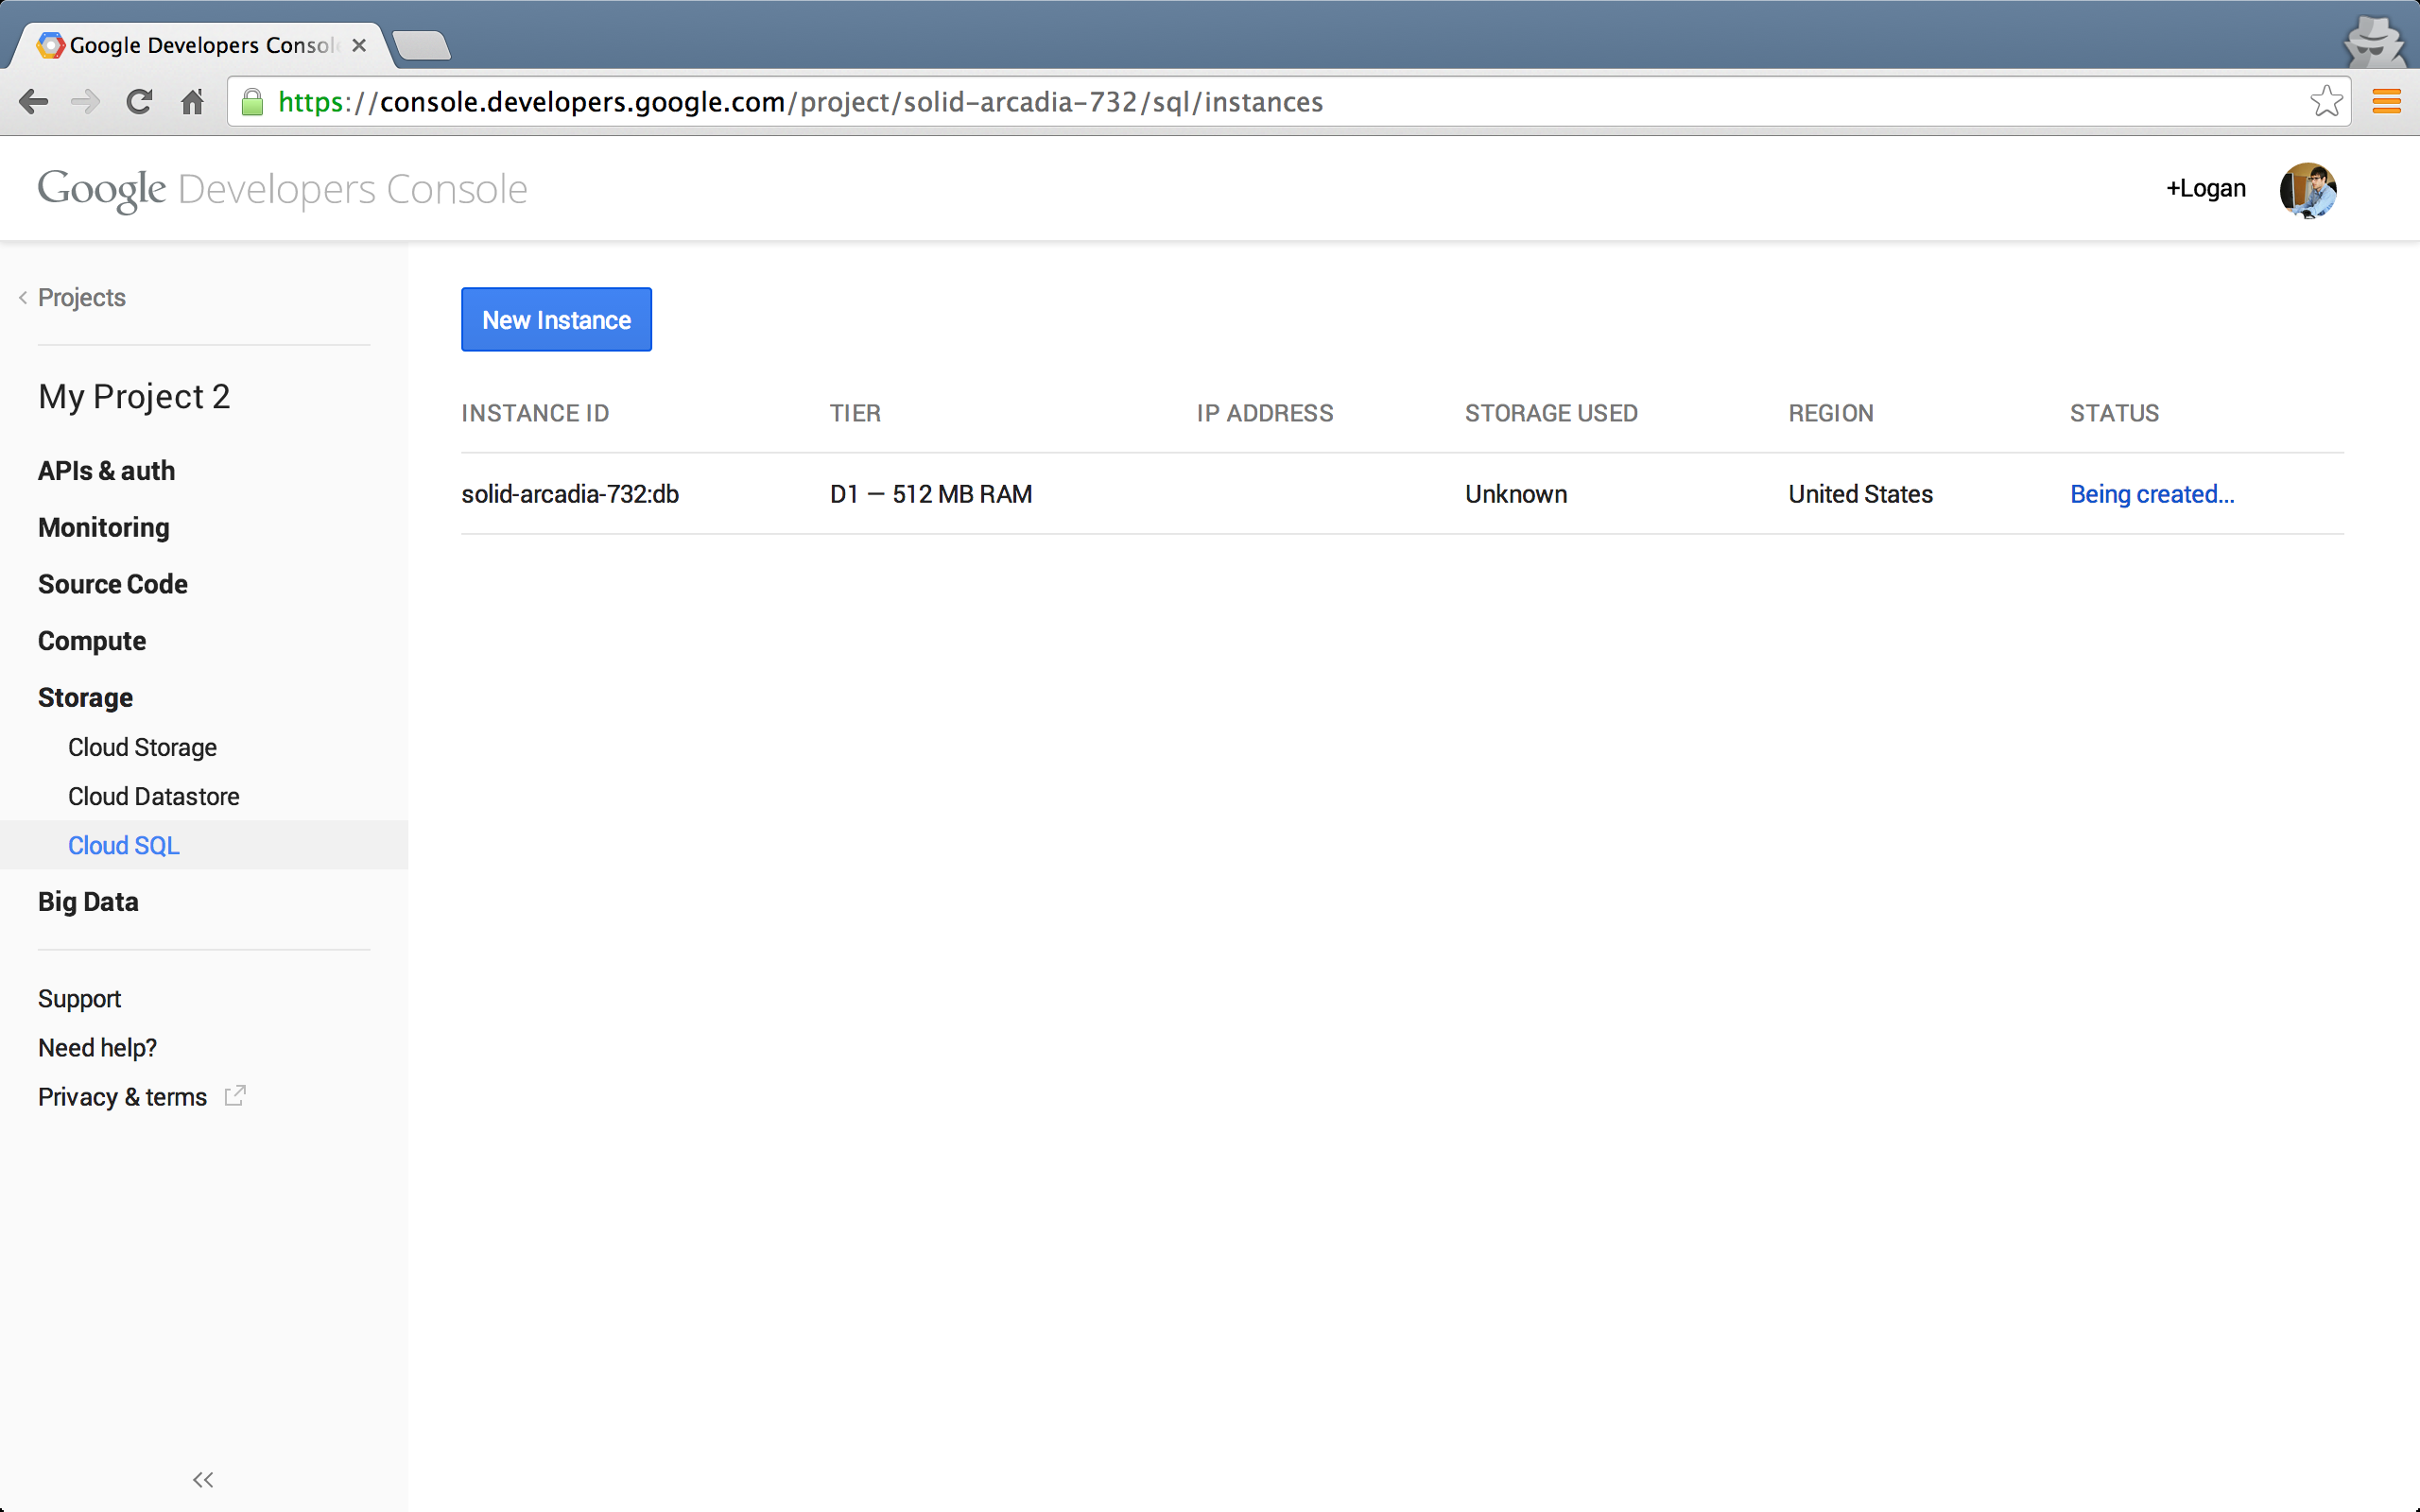 Google Developers Console
https://console.developers.google.com/project/solid-arcadia-732/sql/instances
Google Developers Console
+Logan
Projects
My Project 2
APIs & auth
Monitoring
Source Code
Compute
Storage
Cloud Storage
Cloud Datastore
Cloud SQL
Big Data
Support
Need help?
Privacy & terms
New Instance
INSTANCE ID TIER IP ADDRESS STORAGE USED REGION STATUS
solid-arcadia-732:db D1 — 512 MB RAM Unknown United States Being created...